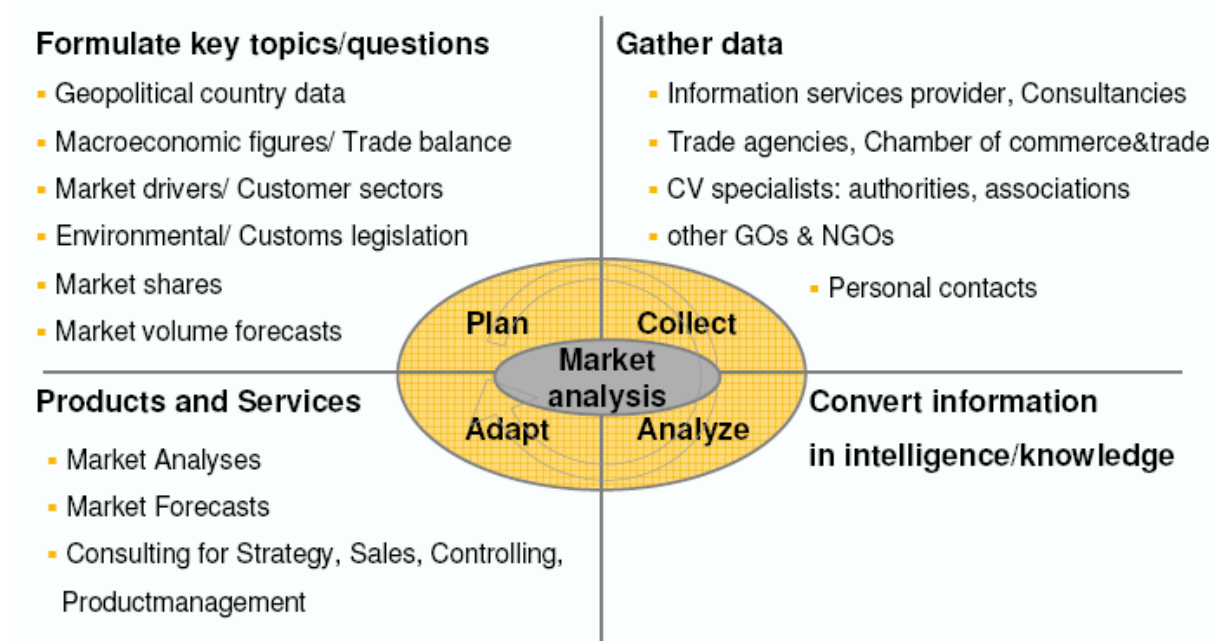 Formulate key topics/questions
▪ Geopolitical country data
▪ Macroeconomic figures/ Trade balance
▪ Market drivers/ Customer sectors
▪ Environmental/ Customs legislation
▪ Market shares
▪ Market volume forecasts
Gather data
▪ Information services provider, Consultancies
▪ Trade agencies, Chamber of commerce&trade
▪ CV specialists: authorities, associations
▪ other GOs & NGOs
▪ Personal contacts
Plan
Collect
Market
analysis
Adapt
Analyze
Products and Services
▪ Market Analyses
▪ Market Forecasts
▪ Consulting for Strategy, Sales, Controlling,
Productmanagement
Convert information
in intelligence/knowledge